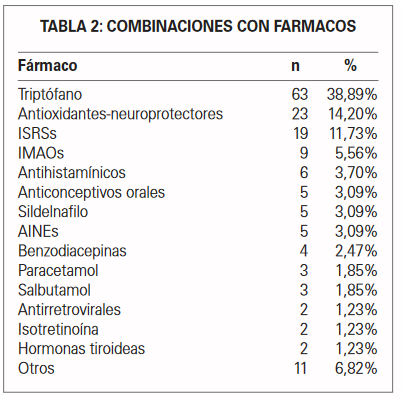 TABLA 2: COMBINACIONES CON FARMACOS
Fármaco n %
Triptófano 63 38,89%
Antioxidantes-neuroprotectores 23 14,20%
ISRSs 19 11,73%
IMAOs 9 5,56%
Antihistamínicos 6 3,70%
Anticonceptivos orales 5 3,09%
Sildelnafilo 5 3,09%
AINEs 5 3,09%
Benzodiacepinas 4 2,47%
Paracetamol 3 1,85%
Salbutamol 3 1,85%
Antirretrovirales 2 1,23%
Isotretinoína 2 1,23%
Hormonas tiroideas 2 1,23%
Otros 11 6,82%